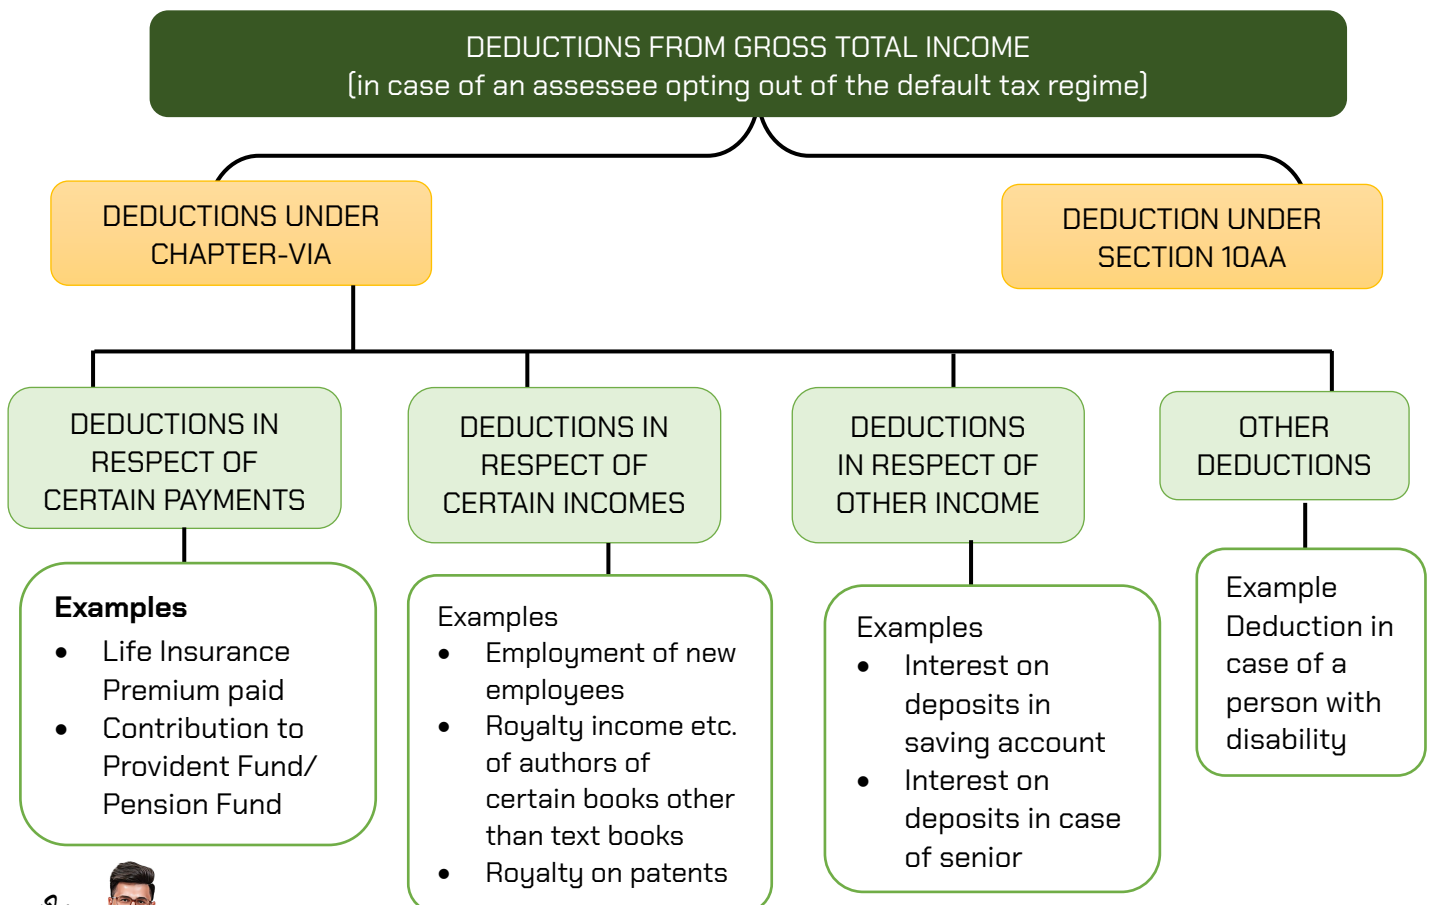 DEDUCTIONS FROM GROSS TOTAL INCOME
(in case of an assessee opting out of the default tax regime)
DEDUCTIONS UNDER
CHAPTER-VIA
DEDUCTION UNDER
SECTION 10AA
DEDUCTIONS IN
RESPECT OF
CERTAIN PAYMENTS
DEDUCTIONS IN
RESPECT OF
CERTAIN INCOMES
DEDUCTIONS
IN RESPECT OF
OTHER INCOME
OTHER
DEDUCTIONS
Examples
• Life Insurance
Premium paid
• Contribution to
Provident Fund/
Pension Fund
Examples
• Employment of new
employees
• Royalty income etc.
of authors of
certain books other
than text books
• Royalty on patents
Examples
• Interest on
deposits in
saving account
• Interest on
deposits in case
of senior
Example
Deduction in
case of a
person with
disability